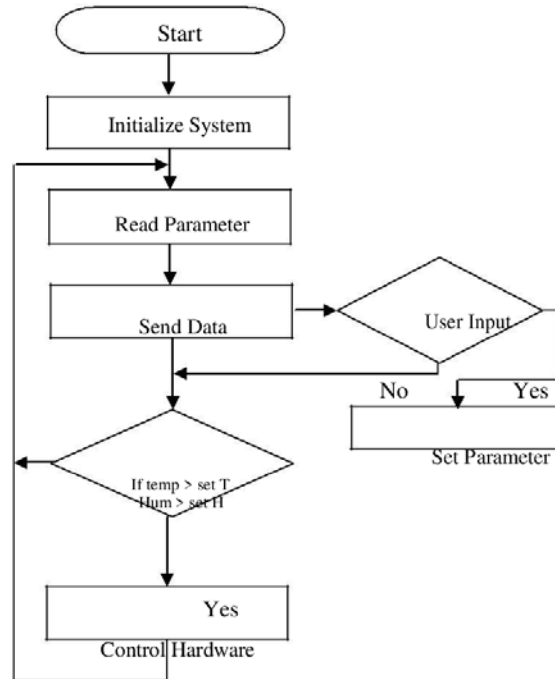 Start
Initialize System
Read Parameter
Send Data
User Input
No
Yes
Set Parameter
If temp > set T
Hum > set H
Yes
Control Hardware